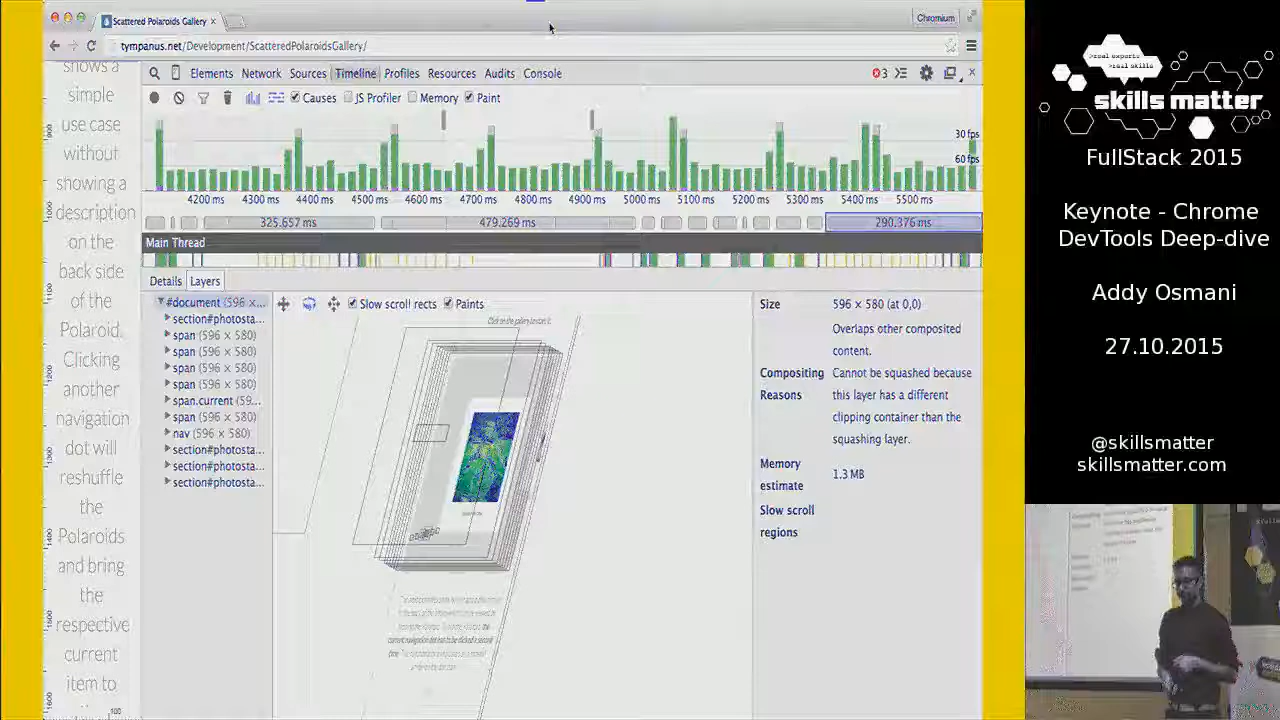 Scattered Polaroids Gallery
Chromium
tympanus.net/Development/ScatteredPolaroidsGallery/
shows a
simple
use case
without
showing a
description
on the
back side
of the
Polaroid.
Clicking
another
navigation
dot will
reshuffle
the
Polaroids
and bring
the
respective
current
item to
Elements Network Sources Timeline Profiles Resources Audits Console
3
Causes JS Profiler Memory Paint
30 fps
60 fps
4200 ms 4300 ms 4400 ms 4500 ms 4600 ms 4700 ms 4800 ms 4900 ms 5000 ms 5100 ms 5200 ms 5300 ms 5400 ms 5500 ms
479.269 ms 290.376 ms
Main Thread
Details Layers
#document (596 ×...
section#photosta...
span (596 × 580)
span (596 × 580)
span (596 × 580)
span (596 × 580)
span.current (59...
span (596 × 580)
nav (596 × 580)
section#photosta...
section#photosta...
section#photosta...
Slow scroll rects Paints
Size 596 × 580 (at 0,0)
Compositing Reasons
Overlaps other composited
content.
Cannot be squashed because
this layer has a different
clipping container than the
squashing layer.
Memory estimate 1.3 MB
Slow scroll
regions
>real experts
>real skills
skills matter
FullStack 2015
Keynote - Chrome
DevTools Deep-dive
Addy Osmani
27.10.2015
@skillsmatter
skillsmatter.com